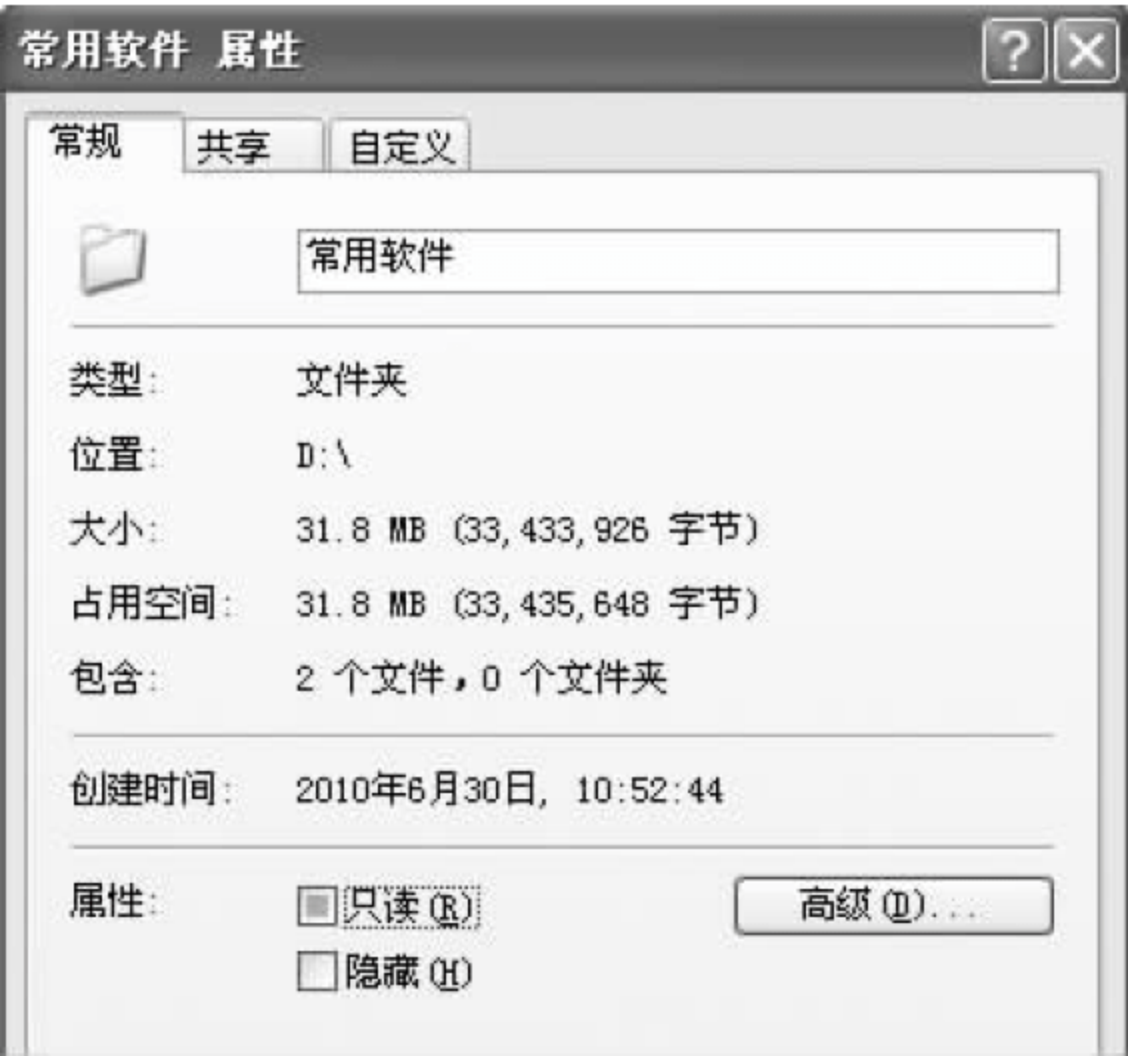 常用软件 属性
常规 共享 自定义
常用软件
类型: 文件夹
位置: D:\
大小: 31.8 MB (33,433,926 字节)
占用空间: 31.8 MB (33,435,648 字节)
包含: 2 个文件,0 个文件夹
创建时间: 2010年6月30日, 10:52:44
属性: 只读(R) 高级(D)...
隐藏(H)